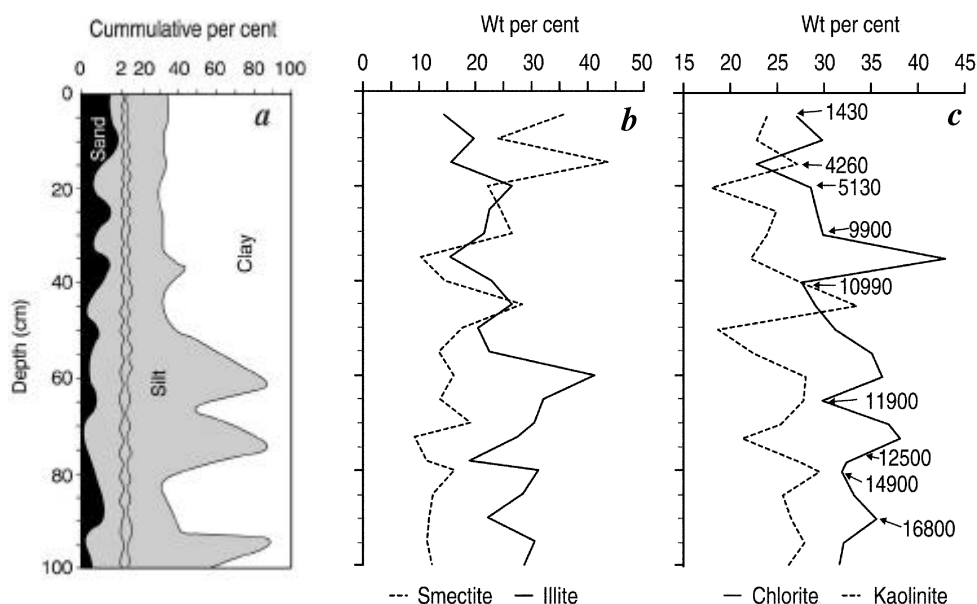 Cummulative per cent
0 2 20 40 60 80 100
a
Sand
Silt
Clay
Depth (cm)
0
20
40
60
80
100
Wt per cent
0 10 20 30 40 50
b
Smectite Illite
Wt per cent
15 20 25 30 35 40 45
c
1430
4260
5130
9900
10990
11900
12500
14900
16800
Chlorite Kaolinite